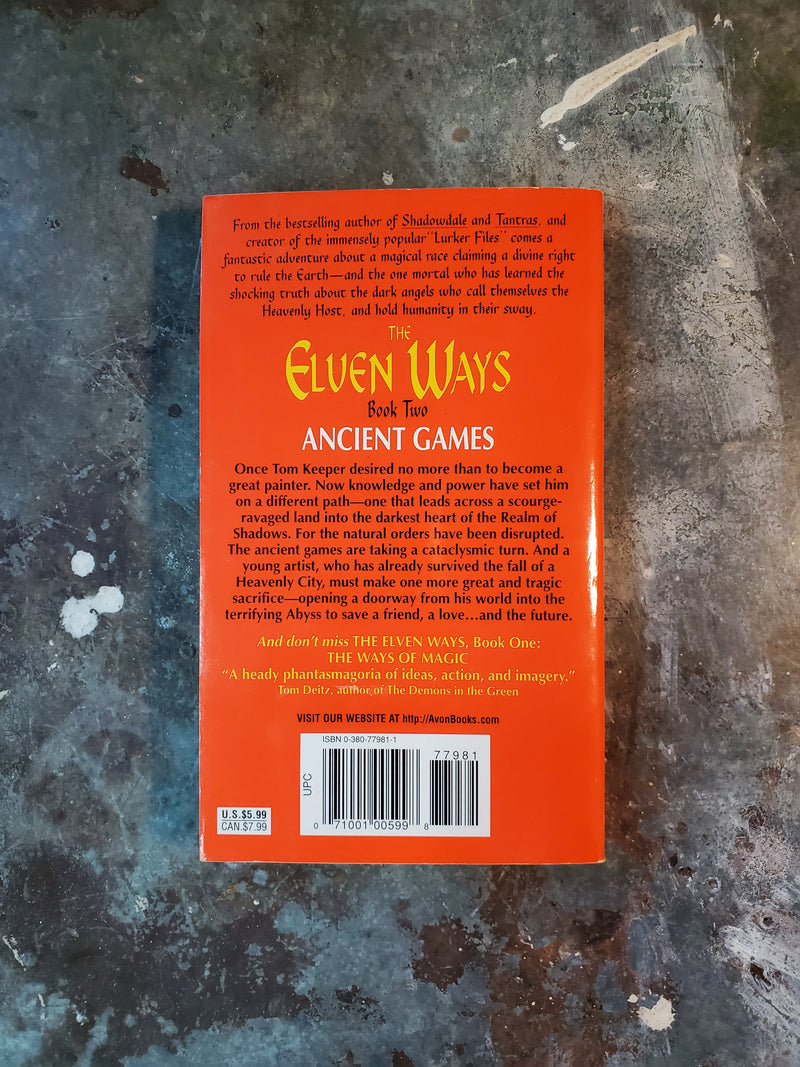 From the bestselling author of Shadowdale and Tantras, and
creator of the immensely popular "Lurker Files" comes a
fantastic adventure about a magical race claiming a divine right
to rule the Earth—and the one mortal who has learned the
shocking truth about the dark angels who call themselves the
Heavenly Host, and hold humanity in their sway.
THE
ELVEN WAYS
Book Two
ANCIENT GAMES
Once Tom Keeper desired no more than to become a
great painter. Now knowledge and power have set him
on a different path—one that leads across a scourge-
ravaged land into the darkest heart of the Realm of
Shadows. For the natural orders have been disrupted.
The ancient games are taking a cataclysmic turn. And a
young artist, who has already survived the fall of a
Heavenly City, must make one more great and tragic
sacrifice—opening a doorway from his world into the
terrifying Abyss to save a friend, a love...and the future.
And don't miss THE ELVEN WAYS, Book One:
THE WAYS OF MAGIC
"A heady phantasmagoria of ideas, action, and imagery."
Tom Deitz, author of The Demons in the Green
VISIT OUR WEBSITE AT http://AvonBooks.com
ISBN 0-380-77981-1
77981
UPC
0 71001 00599 8
U.S.$5.99
CAN.$7.99